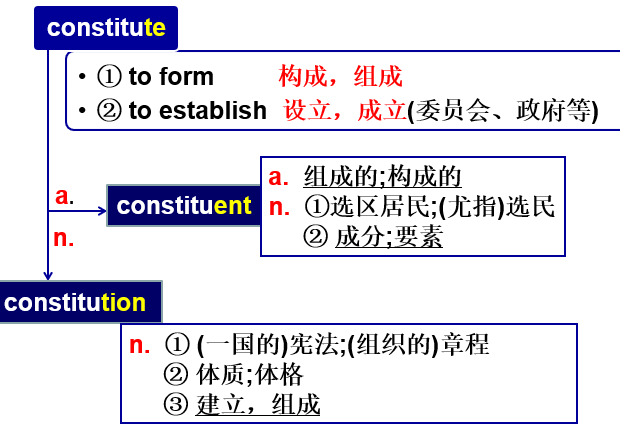 constitute
• ① to form 构成，组成
• ② to establish 设立，成立(委员会、政府等)
a. 组成的;构成的
a.
constituent
n. ①选区居民;(尤指)选民
② 成分;要素
n.
constitution
n. ① (一国的)宪法;(组织的)章程
② 体质;体格
③ 建立，组成